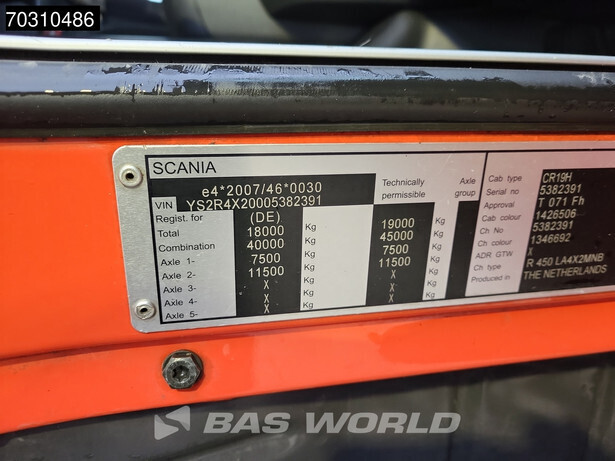 70310486
SCANIA
e4*2007/46*0030
VIN YS2R4X20005382391
Technically permissible
Axle group
Regist. for (DE)
Total 18000 Kg 19000 Kg
Combination 40000 Kg 45000 Kg
Axle 1- 7500 Kg 7500 Kg
Axle 2- 11500 Kg 11500 Kg
Axle 3- X Kg X Kg
Axle 4- X Kg X Kg
Axle 5- X Kg X Kg
Cab type CR19H
Serial no 5382391
Approval T 071 Fh
Cab colour 1426506
Ch No 5382391
Ch colour 1346692
ADR GTW X
Ch type R 450 LA4X2MNB
Produced in THE NETHERLANDS
BAS WORLD